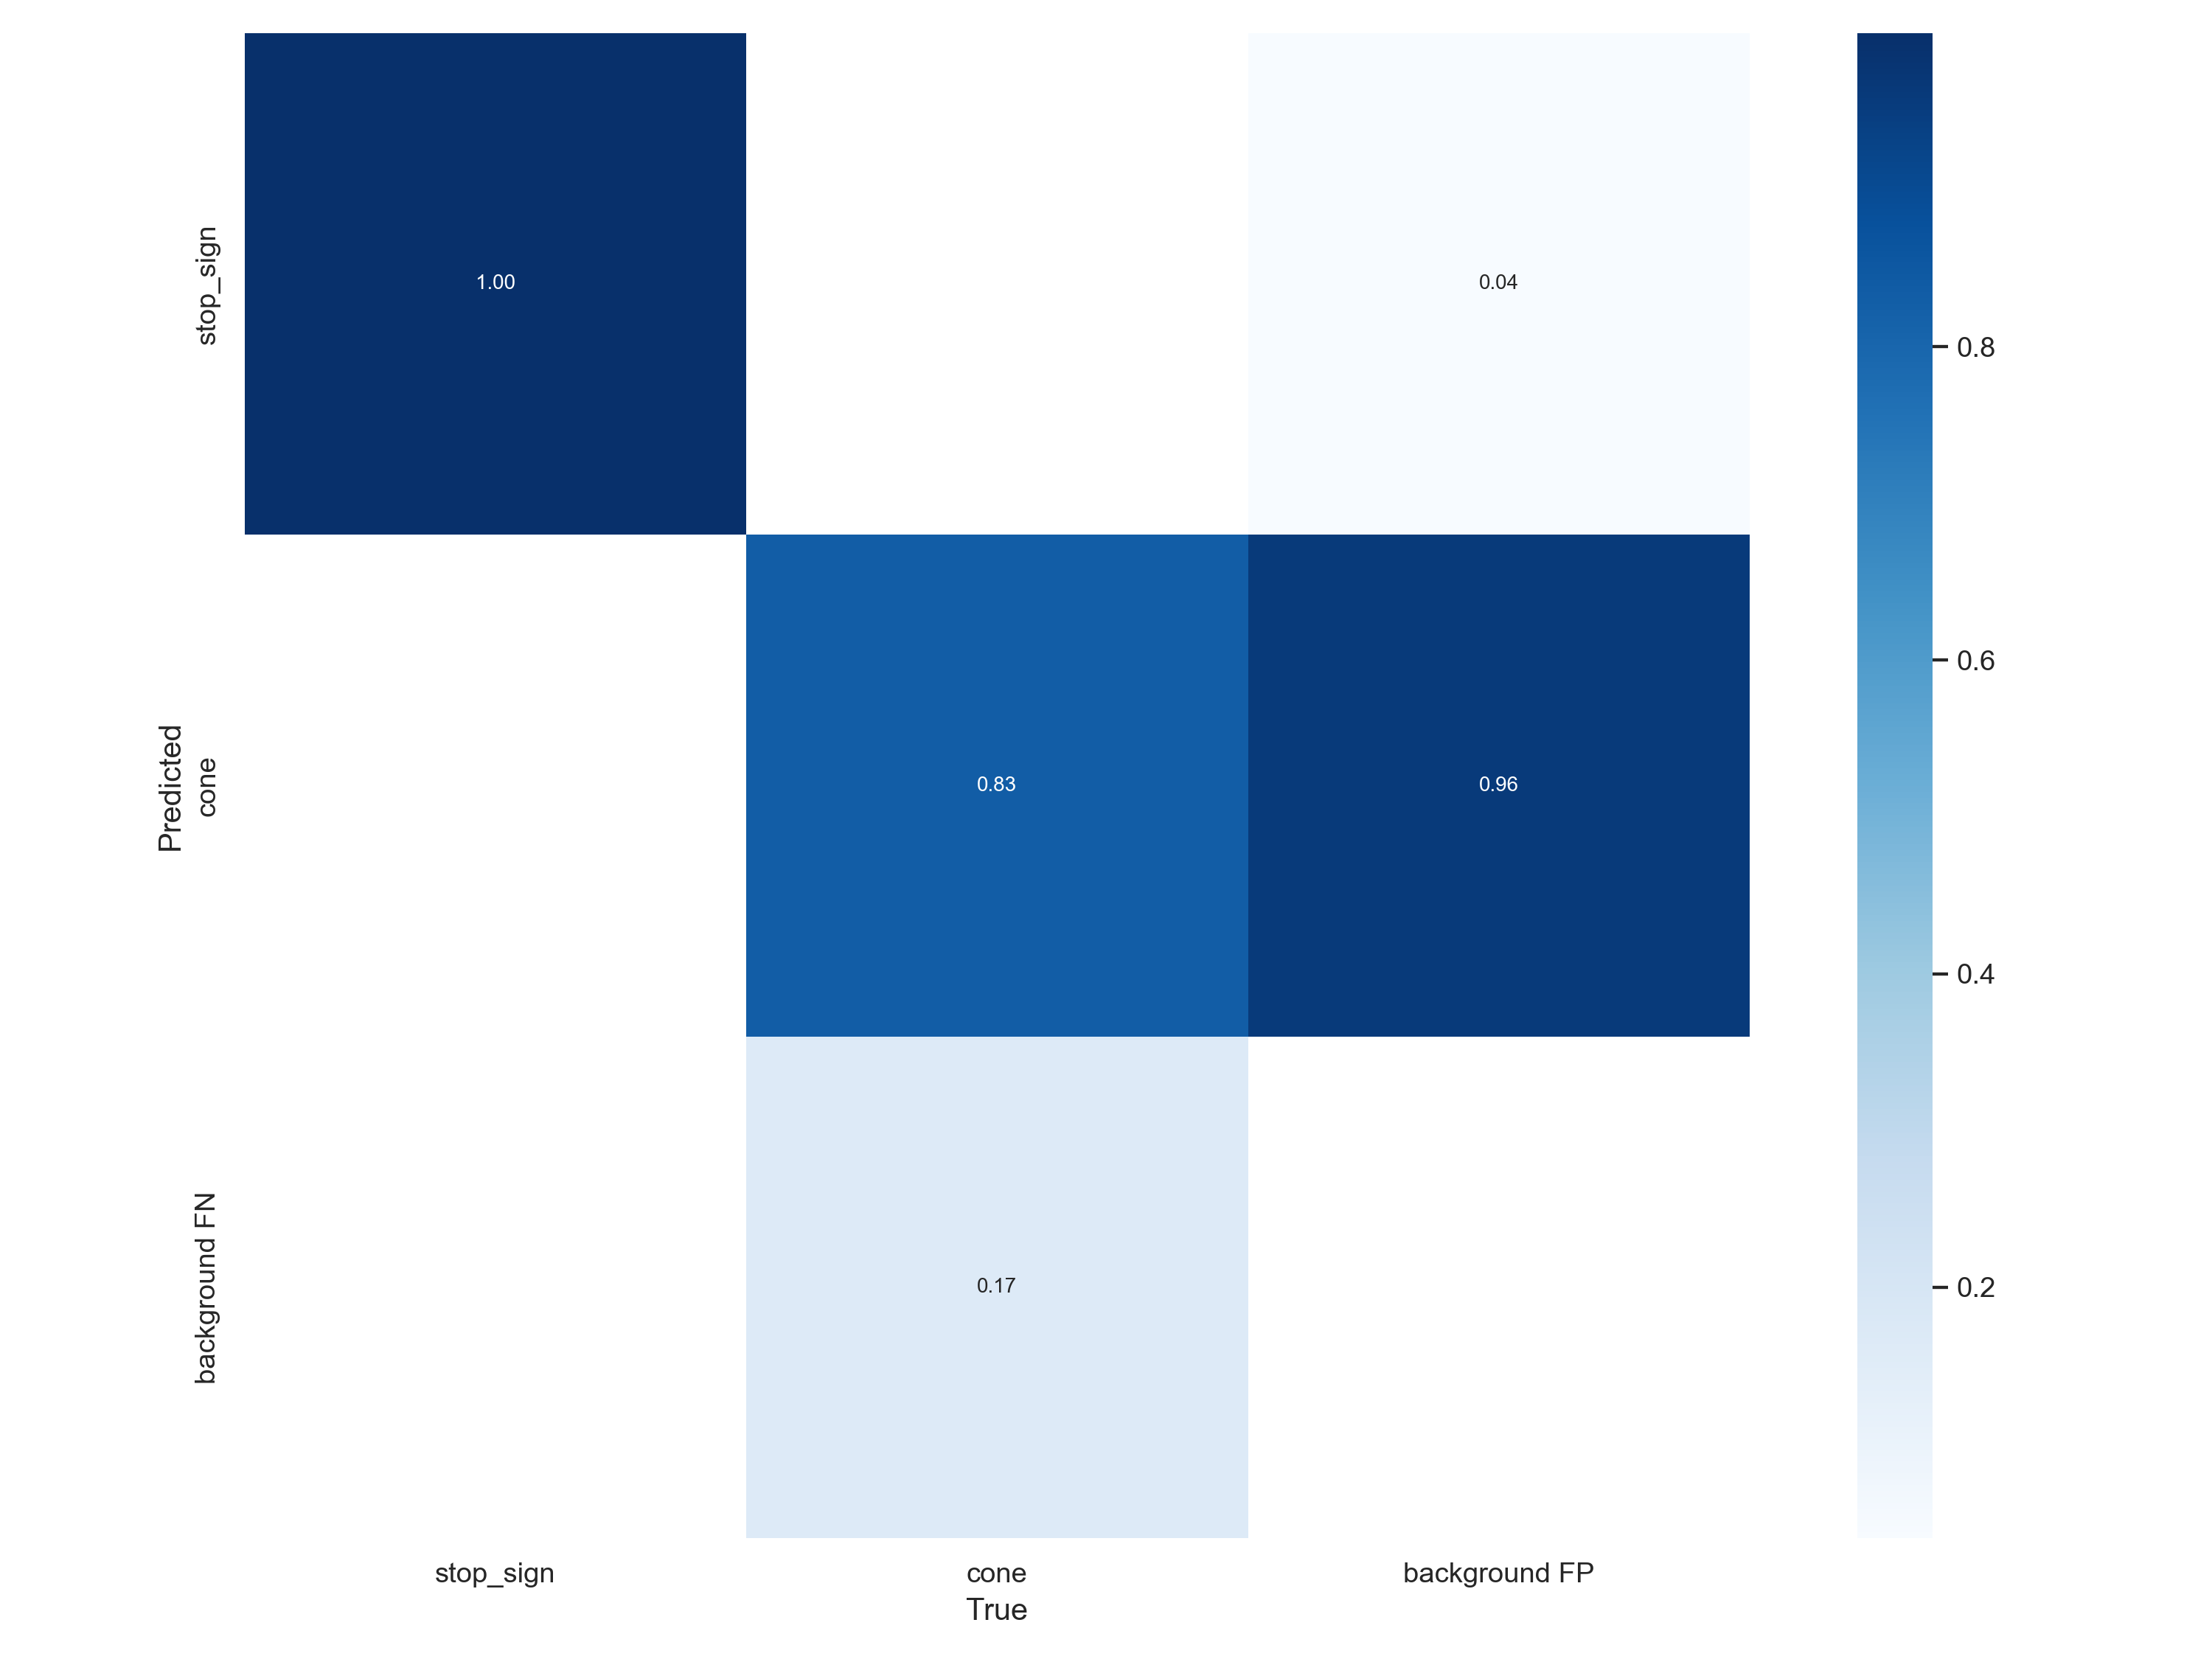 stop_sign
1.00
0.04
0.8
0.6
Predicted
cone
0.83
0.96
0.4
background FN
0.17
0.2
stop_sign
cone
background FP
True